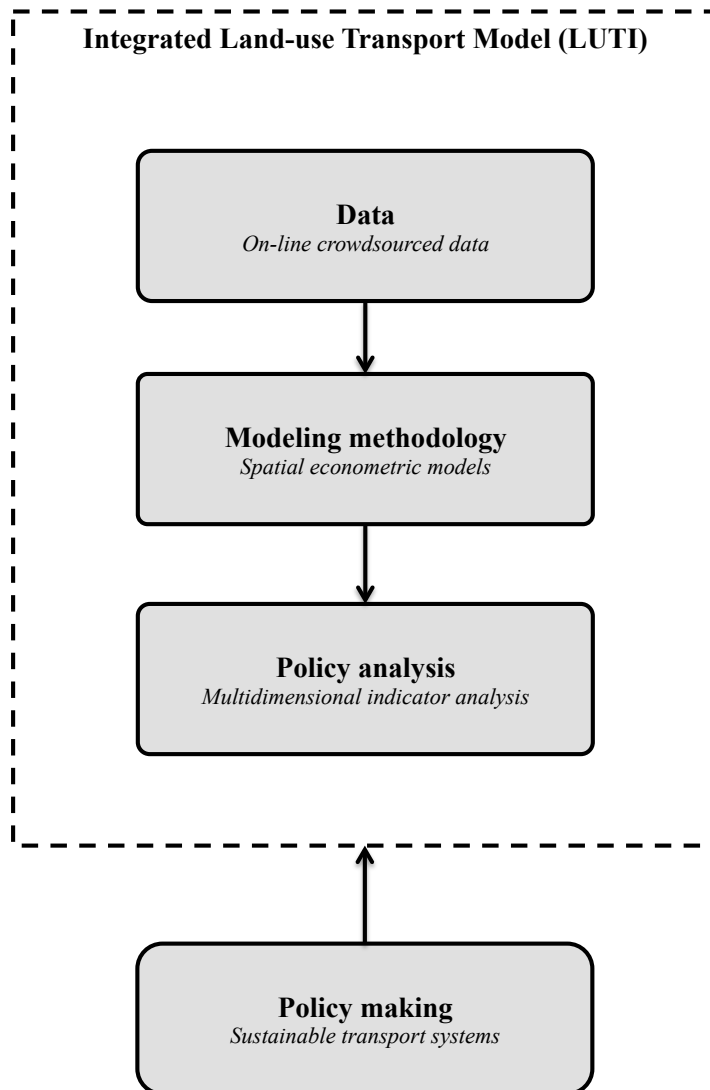 Integrated Land-use Transport Model (LUTI)
Data
On-line crowdsourced data
Modeling methodology
Spatial econometric models
Policy analysis
Multidimensional indicator analysis
Policy making
Sustainable transport systems